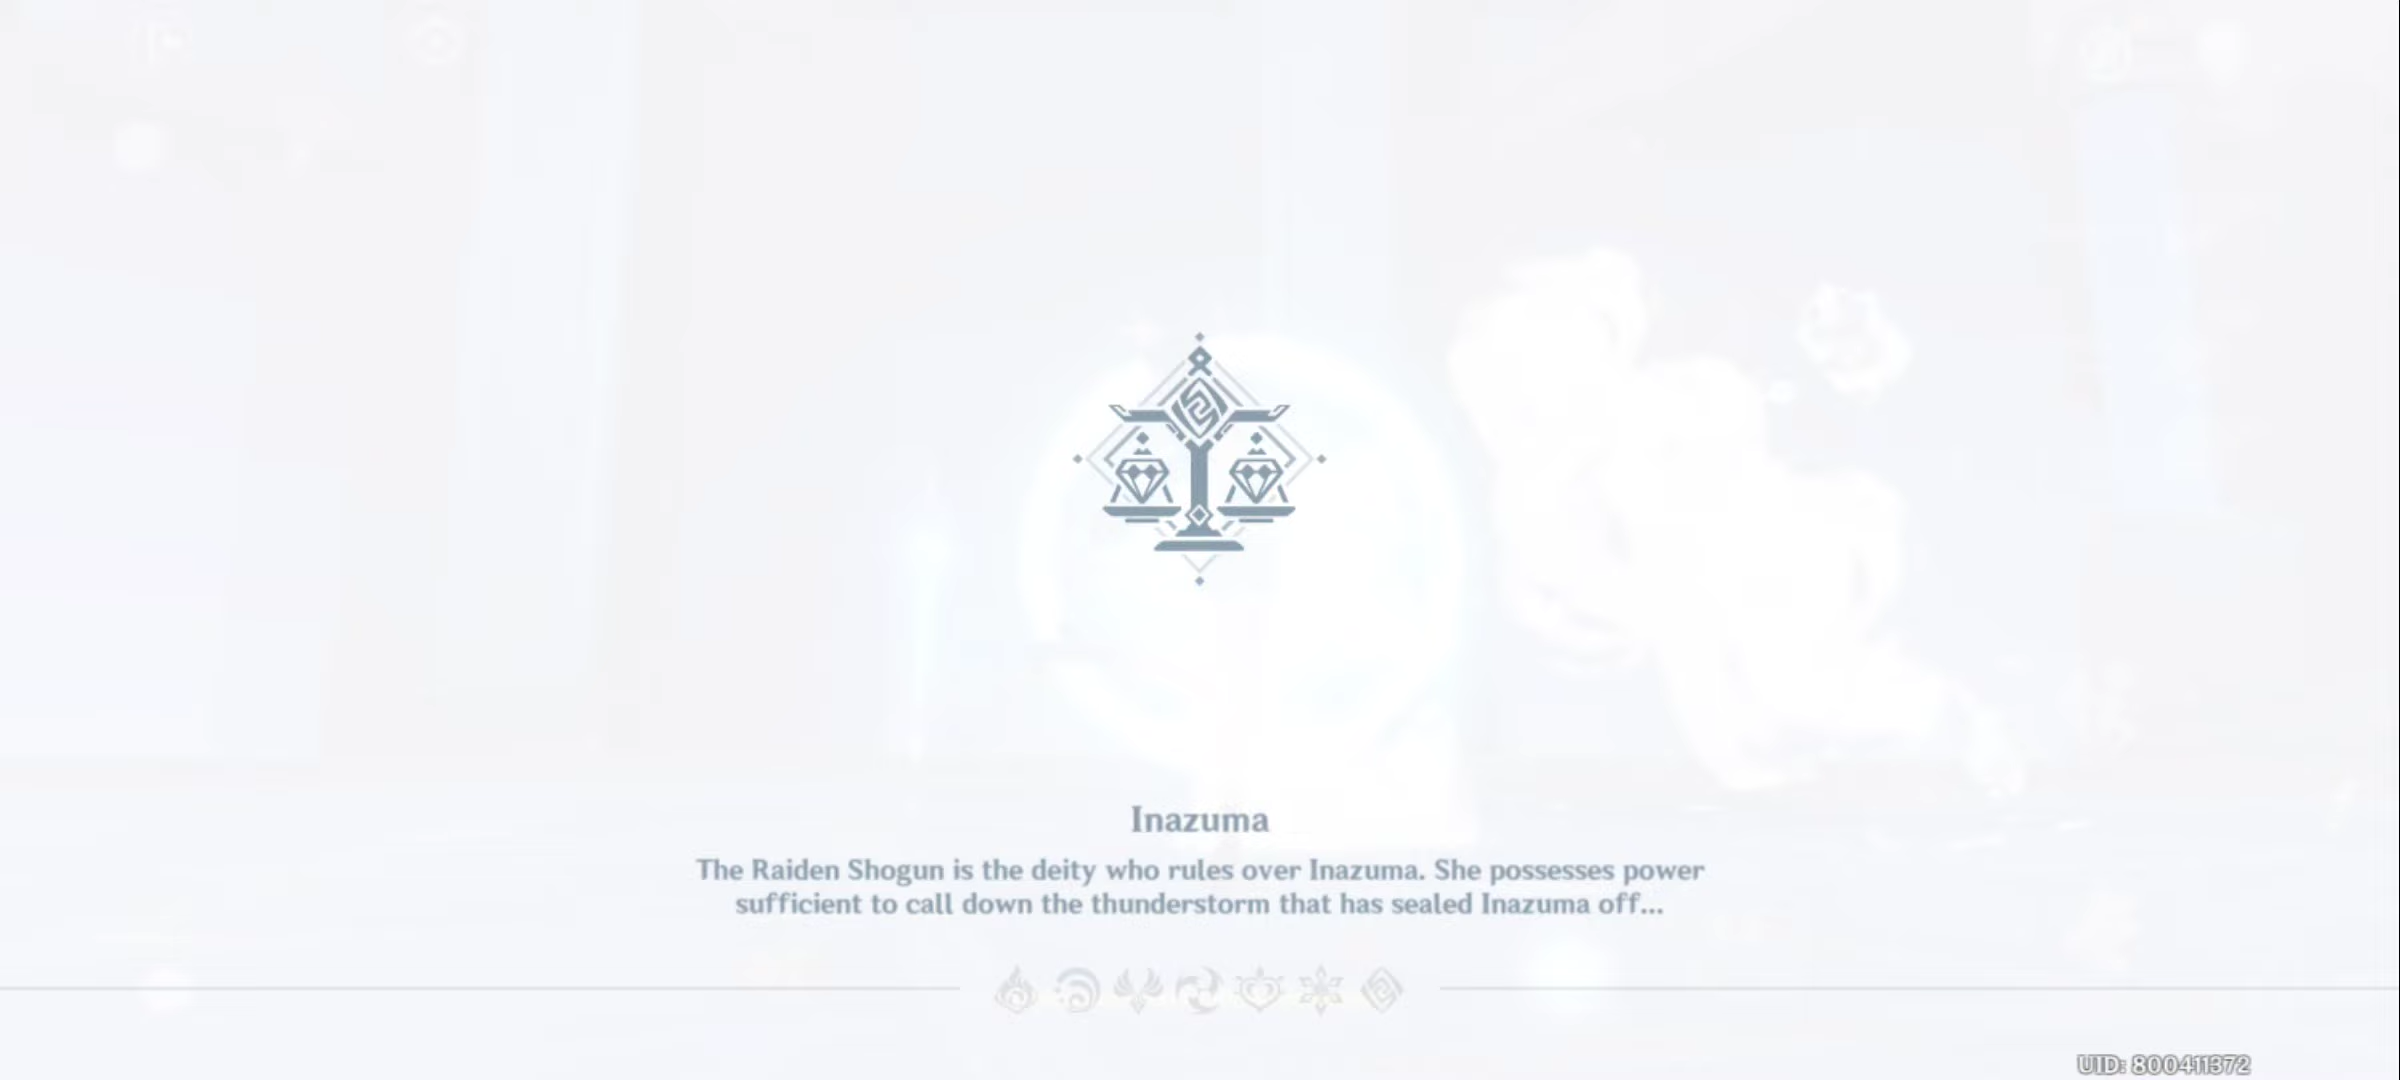 Inazuma
The Raiden Shogun is the deity who rules over Inazuma. She possesses power
sufficient to call down the thunderstorm that has sealed Inazuma off...
UID: 800411372